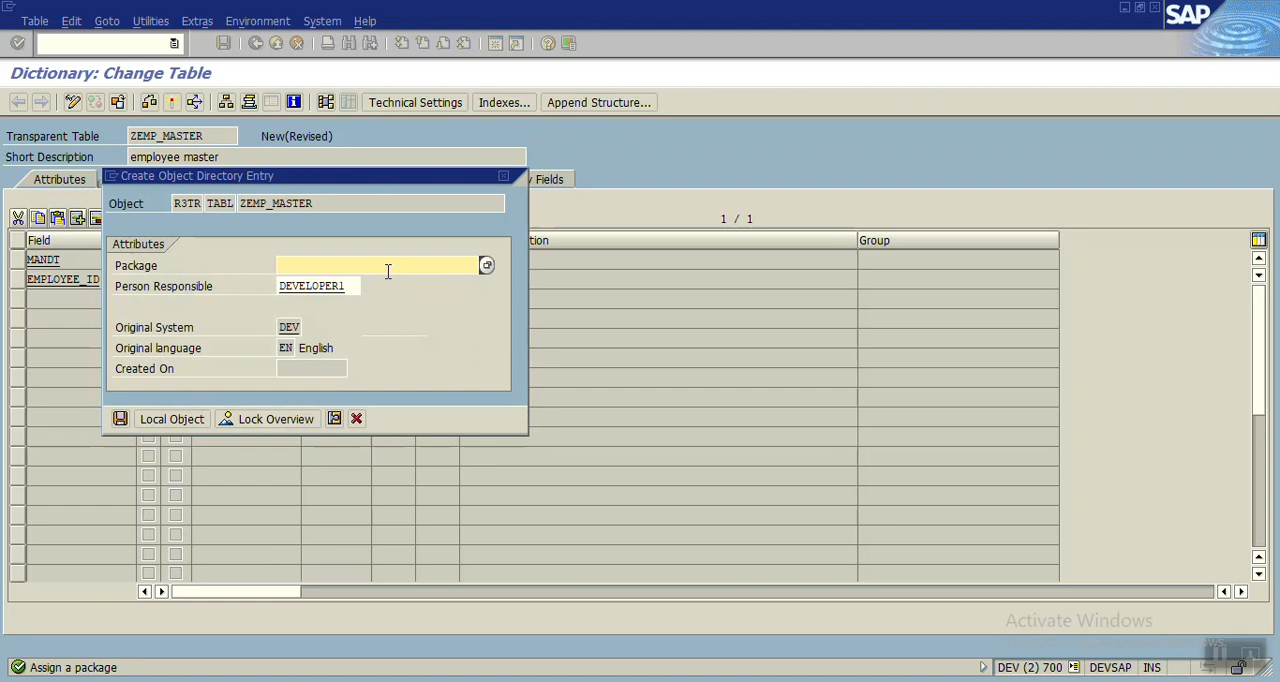 Table Edit Goto Utilities Extras Environment System Help
SAP
Dictionary: Change Table
Technical Settings Indexes... Append Structure...
Transparent Table ZEMP_MASTER New(Revised)
Short Description employee master
Attributes Fields
Create Object Directory Entry
Object R3TR TABL ZEMP_MASTER
1 / 1
Attributes
Field Group
Package
MANDT
EMPLOYEE_ID
Person Responsible DEVELOPER1
Original System DEV
Original language EN English
Created On
Local Object Lock Overview
Activate Windows
Assign a package DEV (2) 700 DEVSAP INS